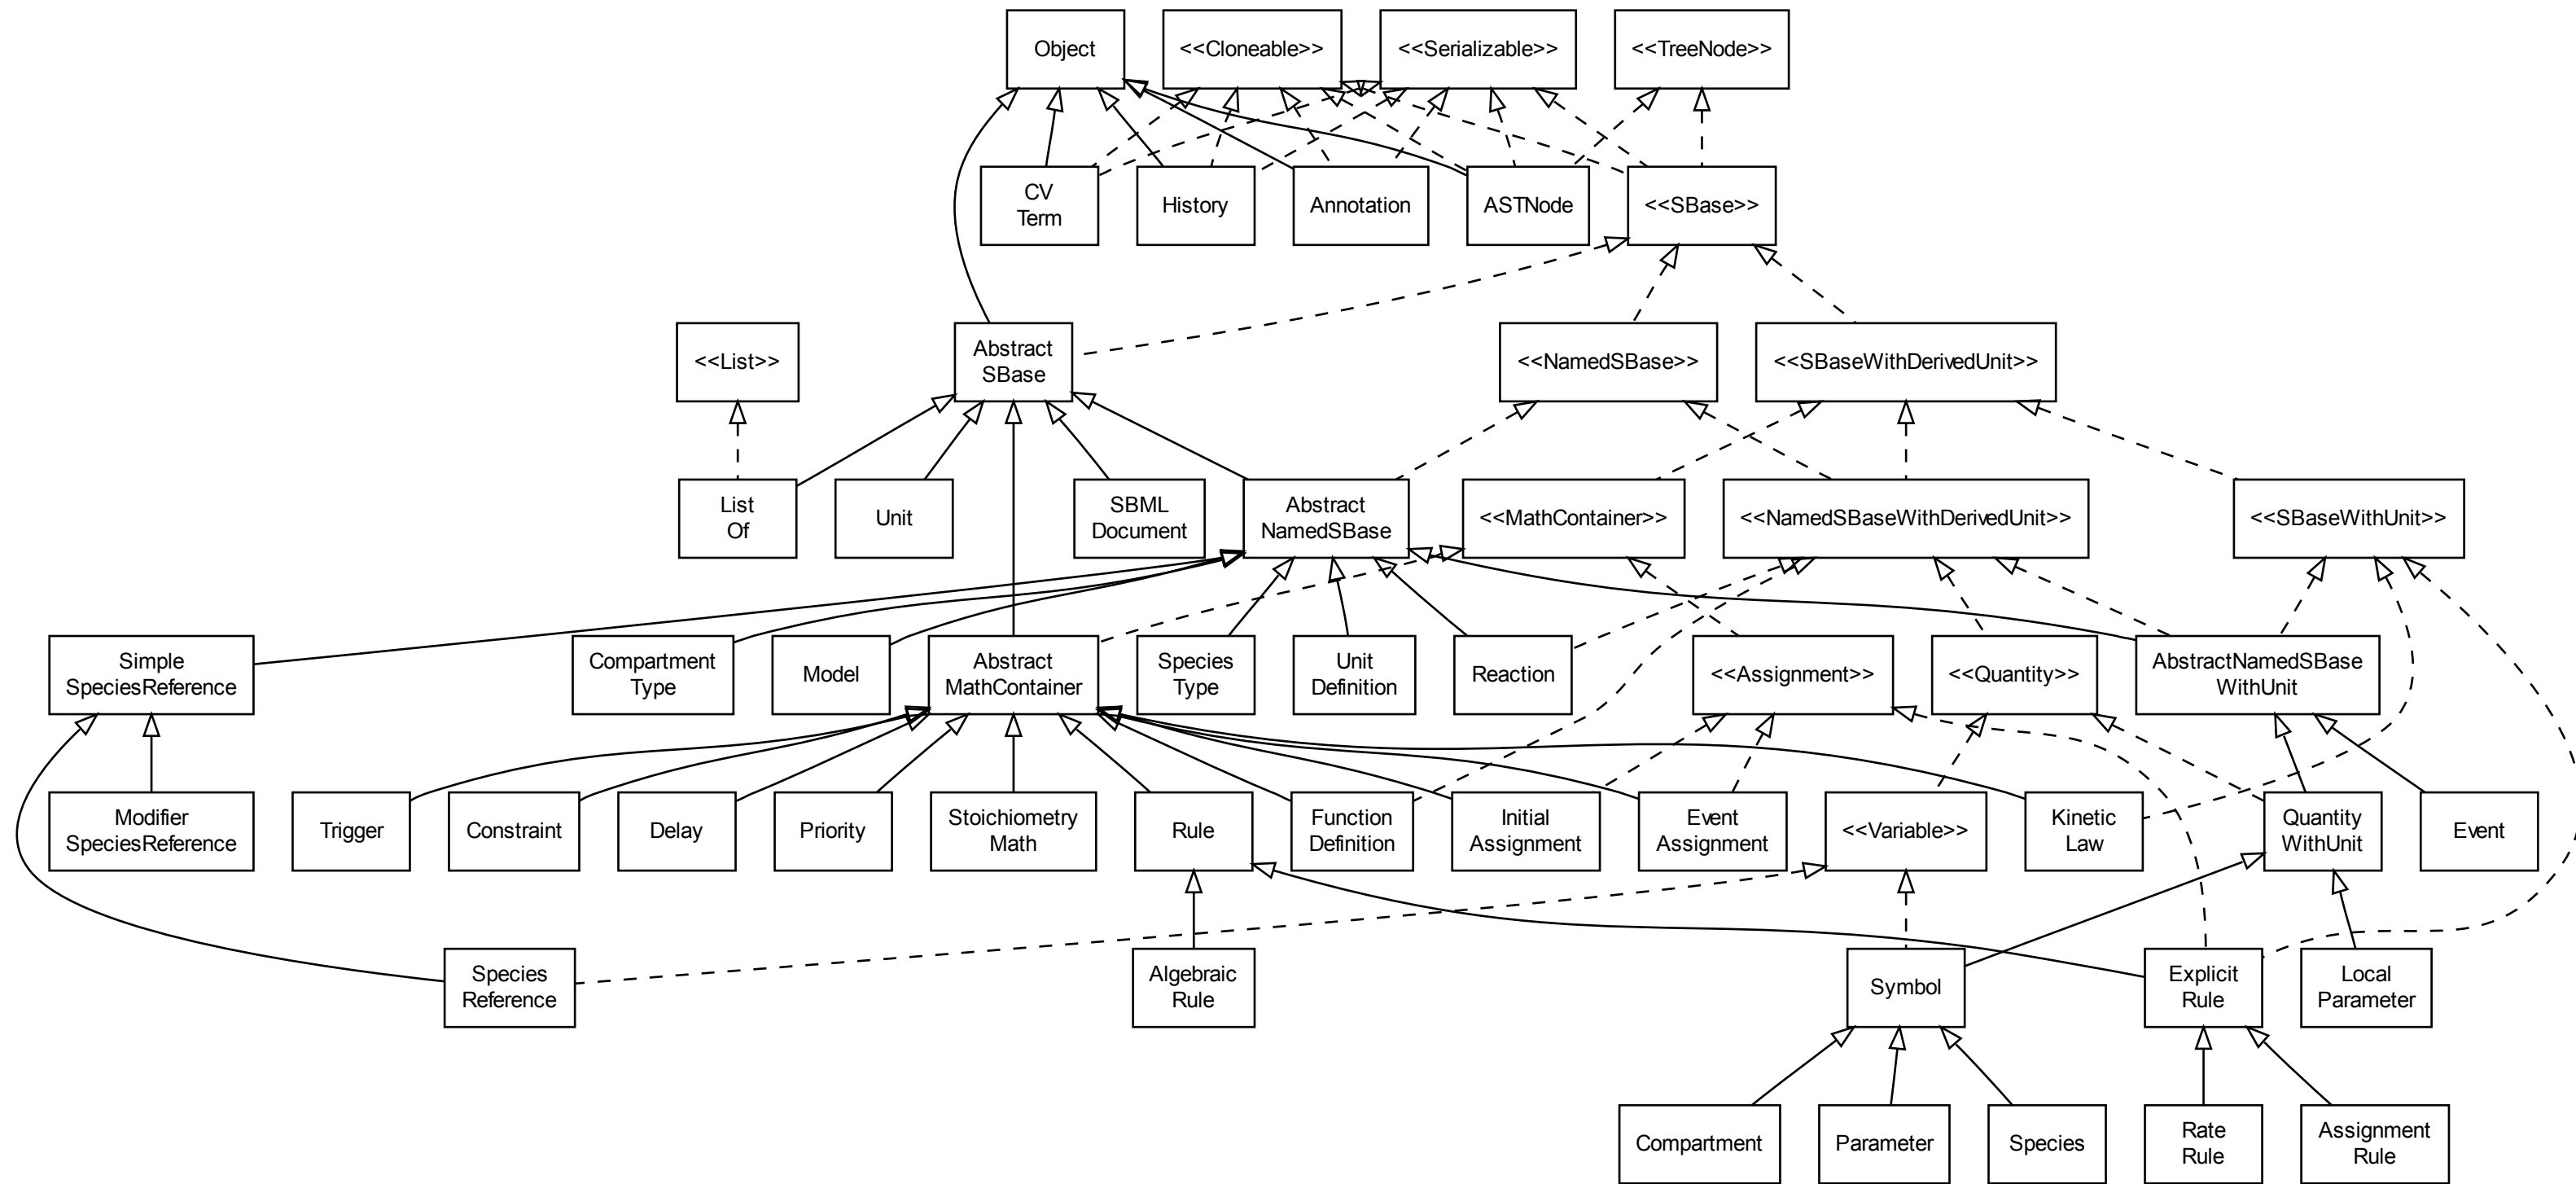 Object
<<Cloneable>>
<<Serializable>>
<<TreeNode>>
CV
Term
History
Annotation
ASTNode
<<SBase>>
<<List>>
Abstract
SBase
<<NamedSBase>>
<<SBaseWithDerivedUnit>>
List
Of
Unit
SBML
Document
Abstract
NamedSBase
<<MathContainer>>
<<NamedSBaseWithDerivedUnit>>
<<SBaseWithUnit>>
Simple
SpeciesReference
Compartment
Type
Model
Abstract
MathContainer
Species
Type
Unit
Definition
Reaction
<<Assignment>>
<<Quantity>>
AbstractNamedSBase
WithUnit
Modifier
SpeciesReference
Trigger
Constraint
Delay
Priority
Stoichiometry
Math
Rule
Function
Definition
Initial
Assignment
Event
Assignment
<<Variable>>
Kinetic
Law
Quantity
WithUnit
Event
Species
Reference
Algebraic
Rule
Symbol
Explicit
Rule
Local
Parameter
Compartment
Parameter
Species
Rate
Rule
Assignment
Rule